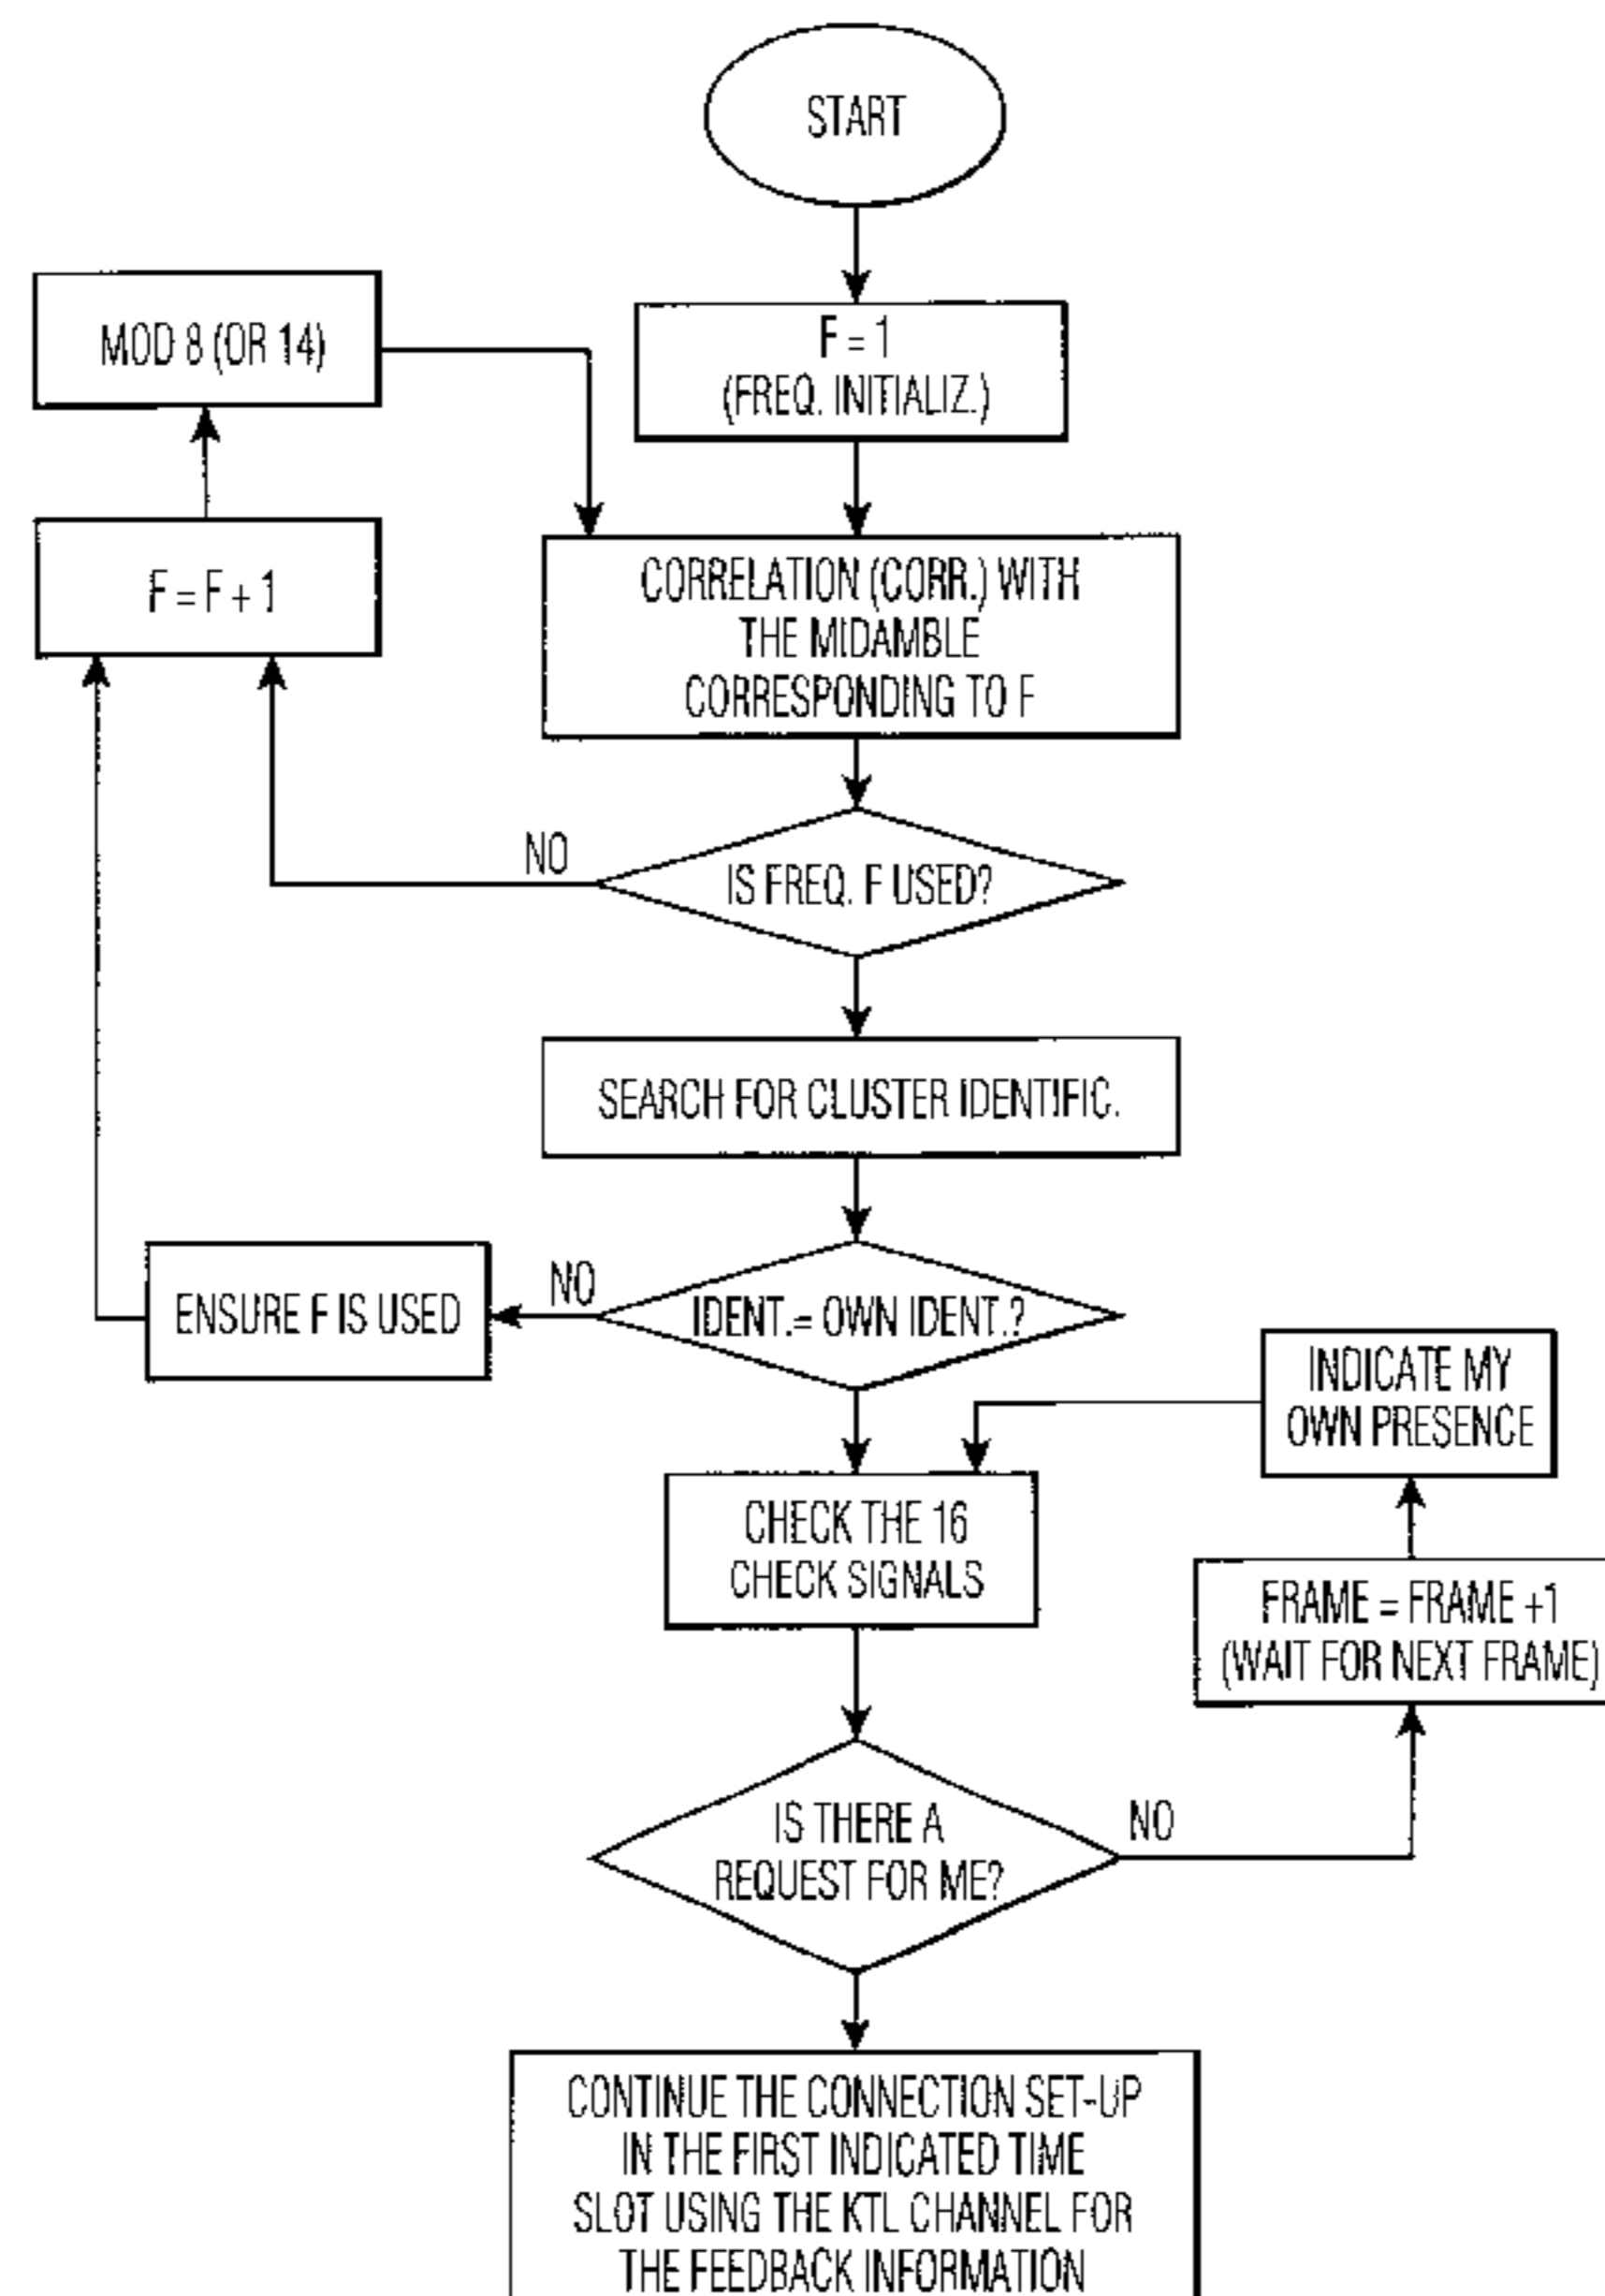 START
F = 1
(FREQ. INITIALIZ.)
MOD 8 (OR 14)
F = F + 1
CORRELATION (CORR.) WITH
THE MIDAMBLE
CORRESPONDING TO F
NO
IS FREQ. F USED?
SEARCH FOR CLUSTER IDENTIFIC.
ENSURE F IS USED
NO
IDENT.= OWN IDENT.?
INDICATE MY
OWN PRESENCE
CHECK THE 16
CHECK SIGNALS
FRAME = FRAME +1
(WAIT FOR NEXT FRAME)
IS THERE A
REQUEST FOR ME?
NO
CONTINUE THE CONNECTION SET-UP
IN THE FIRST INDICATED TIME
SLOT USING THE KTL CHANNEL FOR
THE FEEDBACK INFORMATION